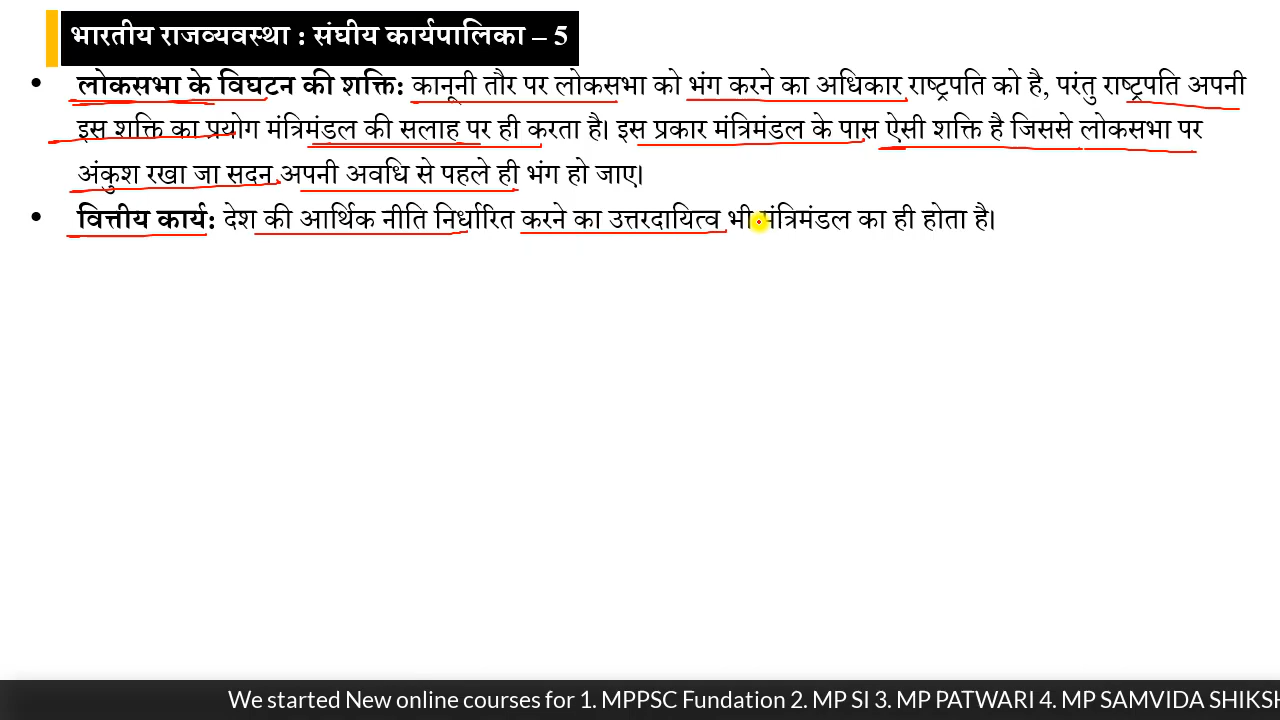 भारतीय राजव्यवस्था : संघीय कार्यपालिका – 5
• लोकसभा के विघटन की शक्ति: कानूनी तौर पर लोकसभा को भंग करने का अधिकार राष्ट्रपति को है, परंतु राष्ट्रपति अपनी
इस शक्ति का प्रयोग मंत्रिमंडल की सलाह पर ही करता है। इस प्रकार मंत्रिमंडल के पास ऐसी शक्ति है जिससे लोकसभा पर
अंकुश रखा जा सदन अपनी अवधि से पहले ही भंग हो जाए।
• वित्तीय कार्य: देश की आर्थिक नीति निर्धारित करने का उत्तरदायित्व भी मंत्रिमंडल का ही होता है।
We started New online courses for 1. MPPSC Fundation 2. MP SI 3. MP PATWARI 4. MP SAMVIDA SHIKSH